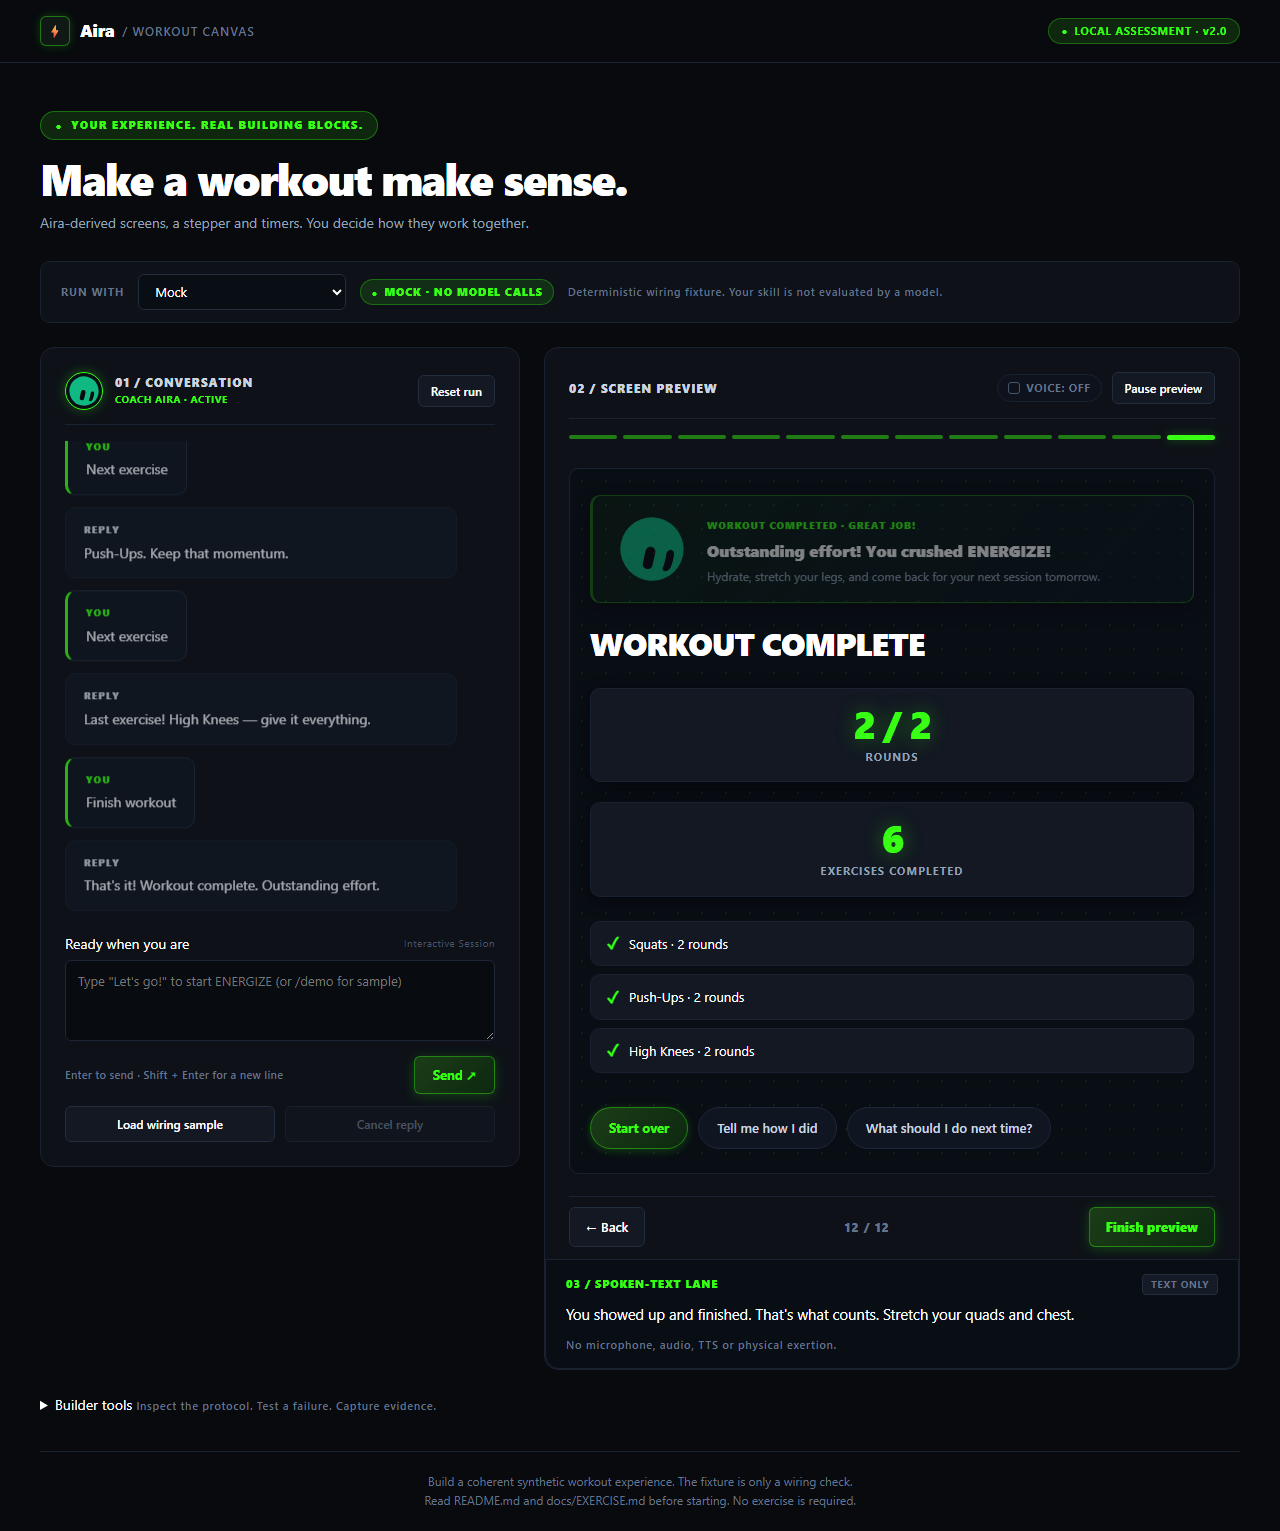 Aira / WORKOUT CANVAS
• LOCAL ASSESSMENT · v2.0
• YOUR EXPERIENCE. REAL BUILDING BLOCKS.
Make a workout make sense.
Aira-derived screens, a stepper and timers. You decide how they work together.
RUN WITH
Mock
• MOCK · NO MODEL CALLS
Deterministic wiring fixture. Your skill is not evaluated by a model.
01 / CONVERSATION
COACH AIRA · ACTIVE
Reset run
YOU
Next exercise
REPLY
Push-Ups. Keep that momentum.
YOU
Next exercise
REPLY
Last exercise! High Knees — give it everything.
YOU
Finish workout
REPLY
That's it! Workout complete. Outstanding effort.
Ready when you are
Interactive Session
Type "Let's go!" to start ENERGIZE (or /demo for sample)
Enter to send · Shift + Enter for a new line
Send ↗
Load wiring sample
Cancel reply
02 / SCREEN PREVIEW
VOICE: OFF
Pause preview
WORKOUT COMPLETED · GREAT JOB!
Outstanding effort! You crushed ENERGIZE!
Hydrate, stretch your legs, and come back for your next session tomorrow.
WORKOUT COMPLETE
2 / 2
ROUNDS
6
EXERCISES COMPLETED
✓ Squats · 2 rounds
✓ Push-Ups · 2 rounds
✓ High Knees · 2 rounds
Start over
Tell me how I did
What should I do next time?
← Back
12 / 12
Finish preview
03 / SPOKEN-TEXT LANE
TEXT ONLY
You showed up and finished. That's what counts. Stretch your quads and chest.
No microphone, audio, TTS or physical exertion.
▶ Builder tools Inspect the protocol. Test a failure. Capture evidence.
Build a coherent synthetic workout experience. The fixture is only a wiring check.
Read README.md and docs/EXERCISE.md before starting. No exercise is required.